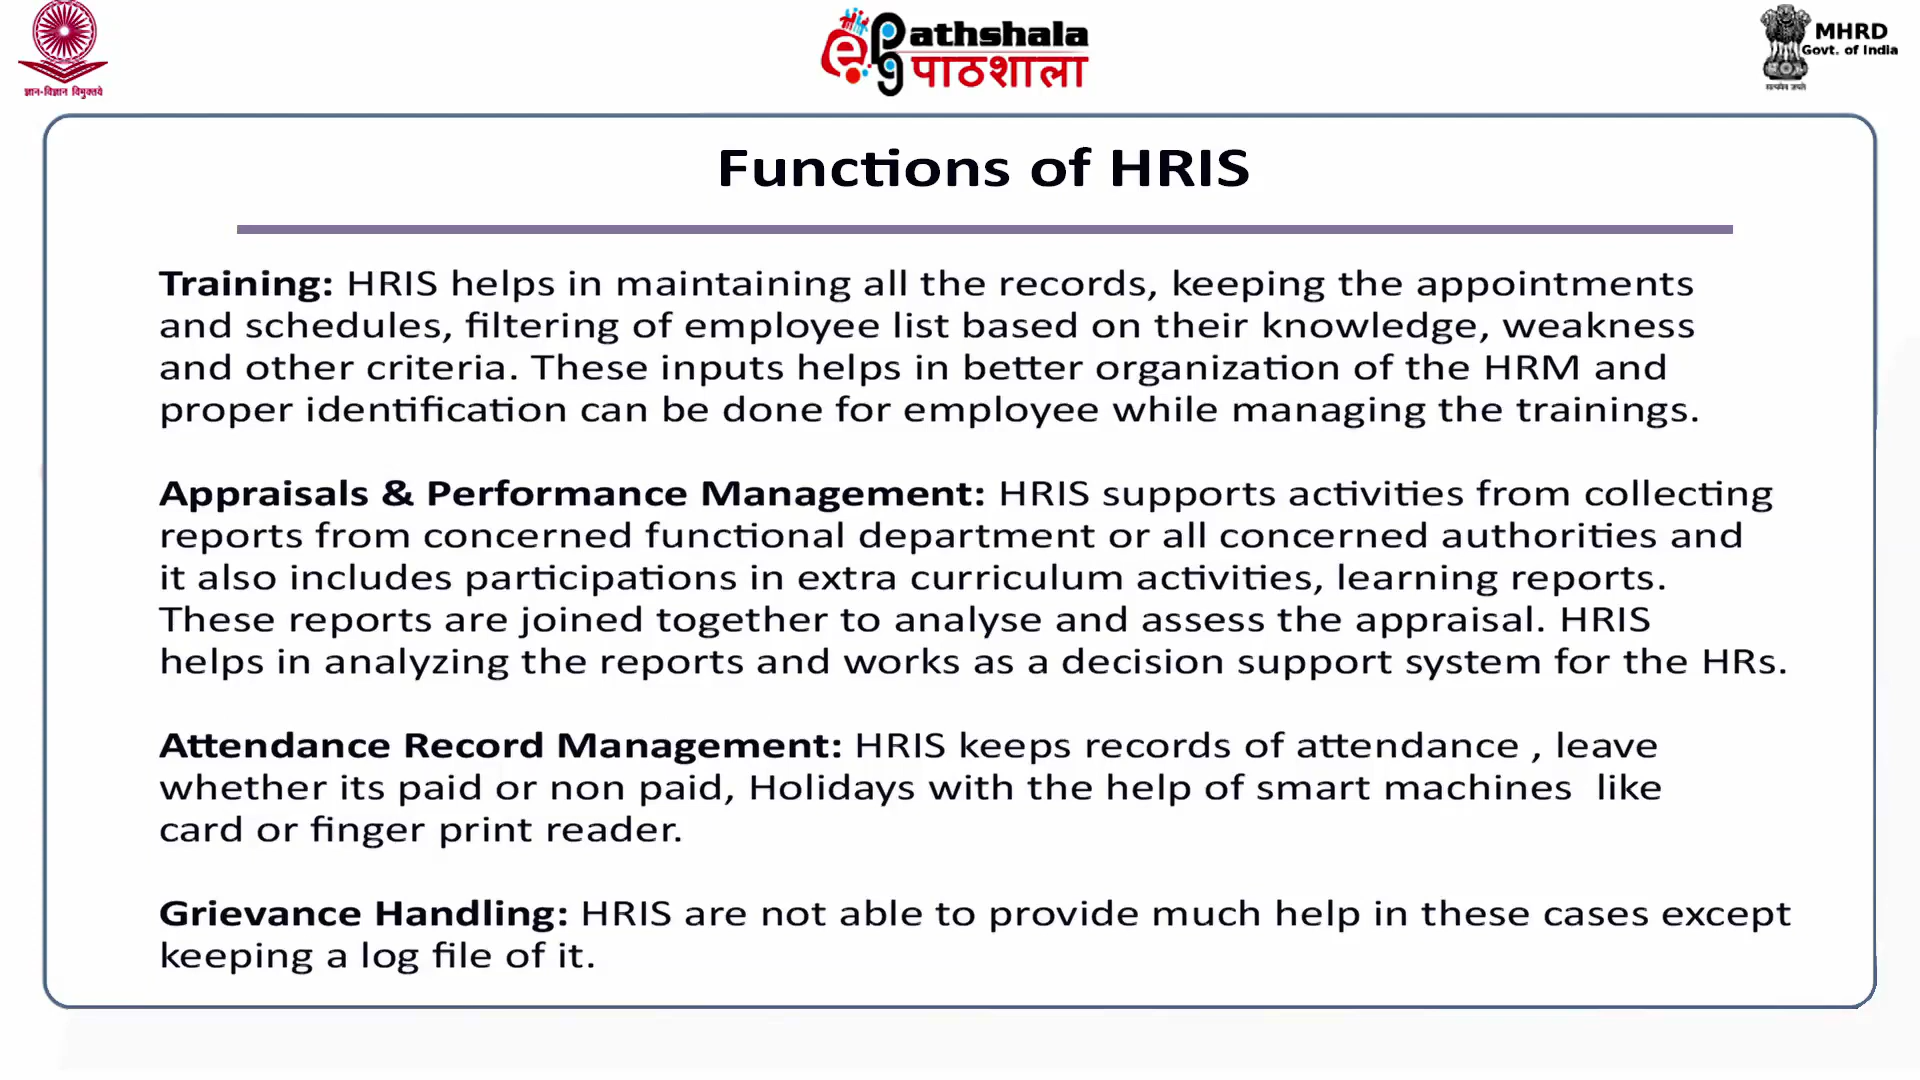 ज्ञान-विज्ञान विमुक्तये
ePathshala
पाठशाला
MHRD
Govt. of India
सत्यमेव जयते
Functions of HRIS
Training: HRIS helps in maintaining all the records, keeping the appointments
and schedules, filtering of employee list based on their knowledge, weakness
and other criteria. These inputs helps in better organization of the HRM and
proper identification can be done for employee while managing the trainings.
Appraisals & Performance Management: HRIS supports activities from collecting
reports from concerned functional department or all concerned authorities and
it also includes participations in extra curriculum activities, learning reports.
These reports are joined together to analyse and assess the appraisal. HRIS
helps in analyzing the reports and works as a decision support system for the HRs.
Attendance Record Management: HRIS keeps records of attendance , leave
whether its paid or non paid, Holidays with the help of smart machines  like
card or finger print reader.
Grievance Handling: HRIS are not able to provide much help in these cases except
keeping a log file of it.